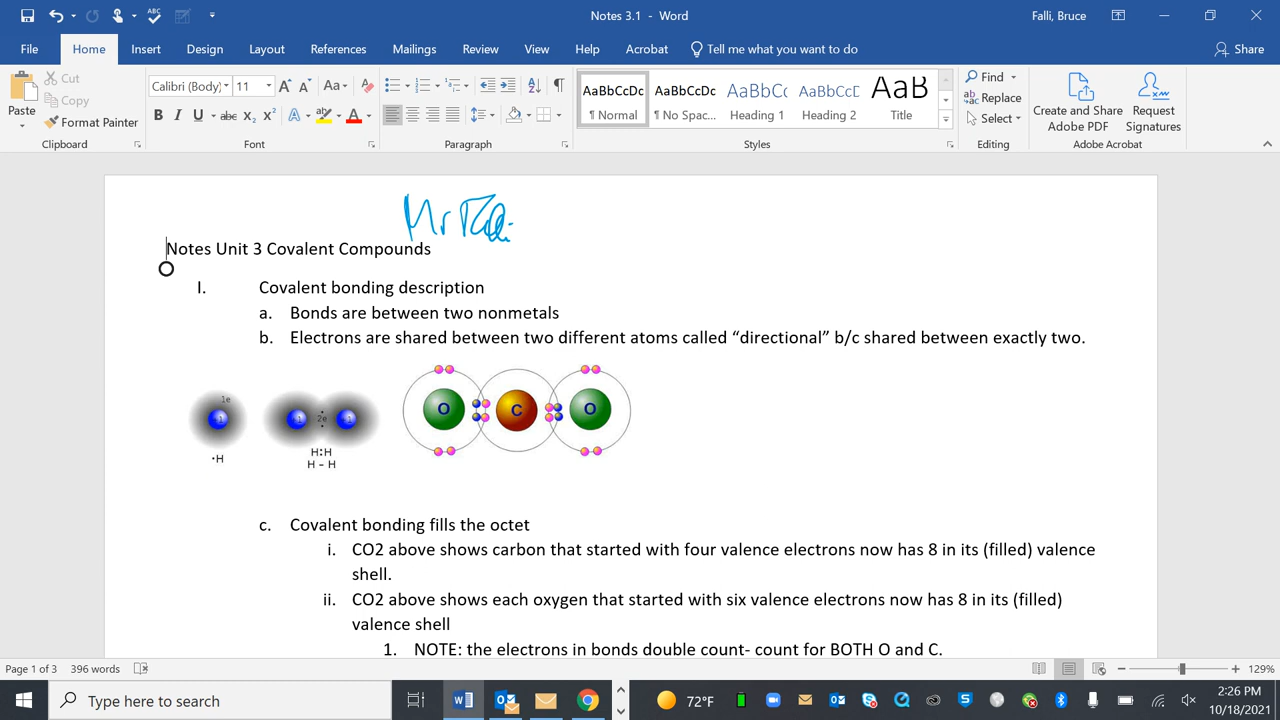 Notes 3.1 - Word
Falli, Bruce
File Home Insert Design Layout References Mailings Review View Help Acrobat Tell me what you want to do Share
Paste
Cut
Copy
Format Painter
Clipboard
Calibri (Body) 11
Font
Paragraph
AaBbCcDc
¶ Normal
AaBbCcDc
¶ No Spac...
AaBbCc
Heading 1
AaBbCcD
Heading 2
AaB
Title
Styles
Find
Replace
Select
Editing
Create and Share
Adobe PDF
Request
Signatures
Adobe Acrobat
Mr Falli
Notes Unit 3 Covalent Compounds
I. Covalent bonding description
a. Bonds are between two nonmetals
b. Electrons are shared between two different atoms called “directional” b/c shared between exactly two.
1e
1
·H
1 2e 1
H:H
H – H
O C O
c. Covalent bonding fills the octet
i. CO2 above shows carbon that started with four valence electrons now has 8 in its (filled) valence
shell.
ii. CO2 above shows each oxygen that started with six valence electrons now has 8 in its (filled)
valence shell
1. NOTE: the electrons in bonds double count- count for BOTH O and C.
Page 1 of 3 396 words 129%
Type here to search
72°F
2:26 PM
10/18/2021